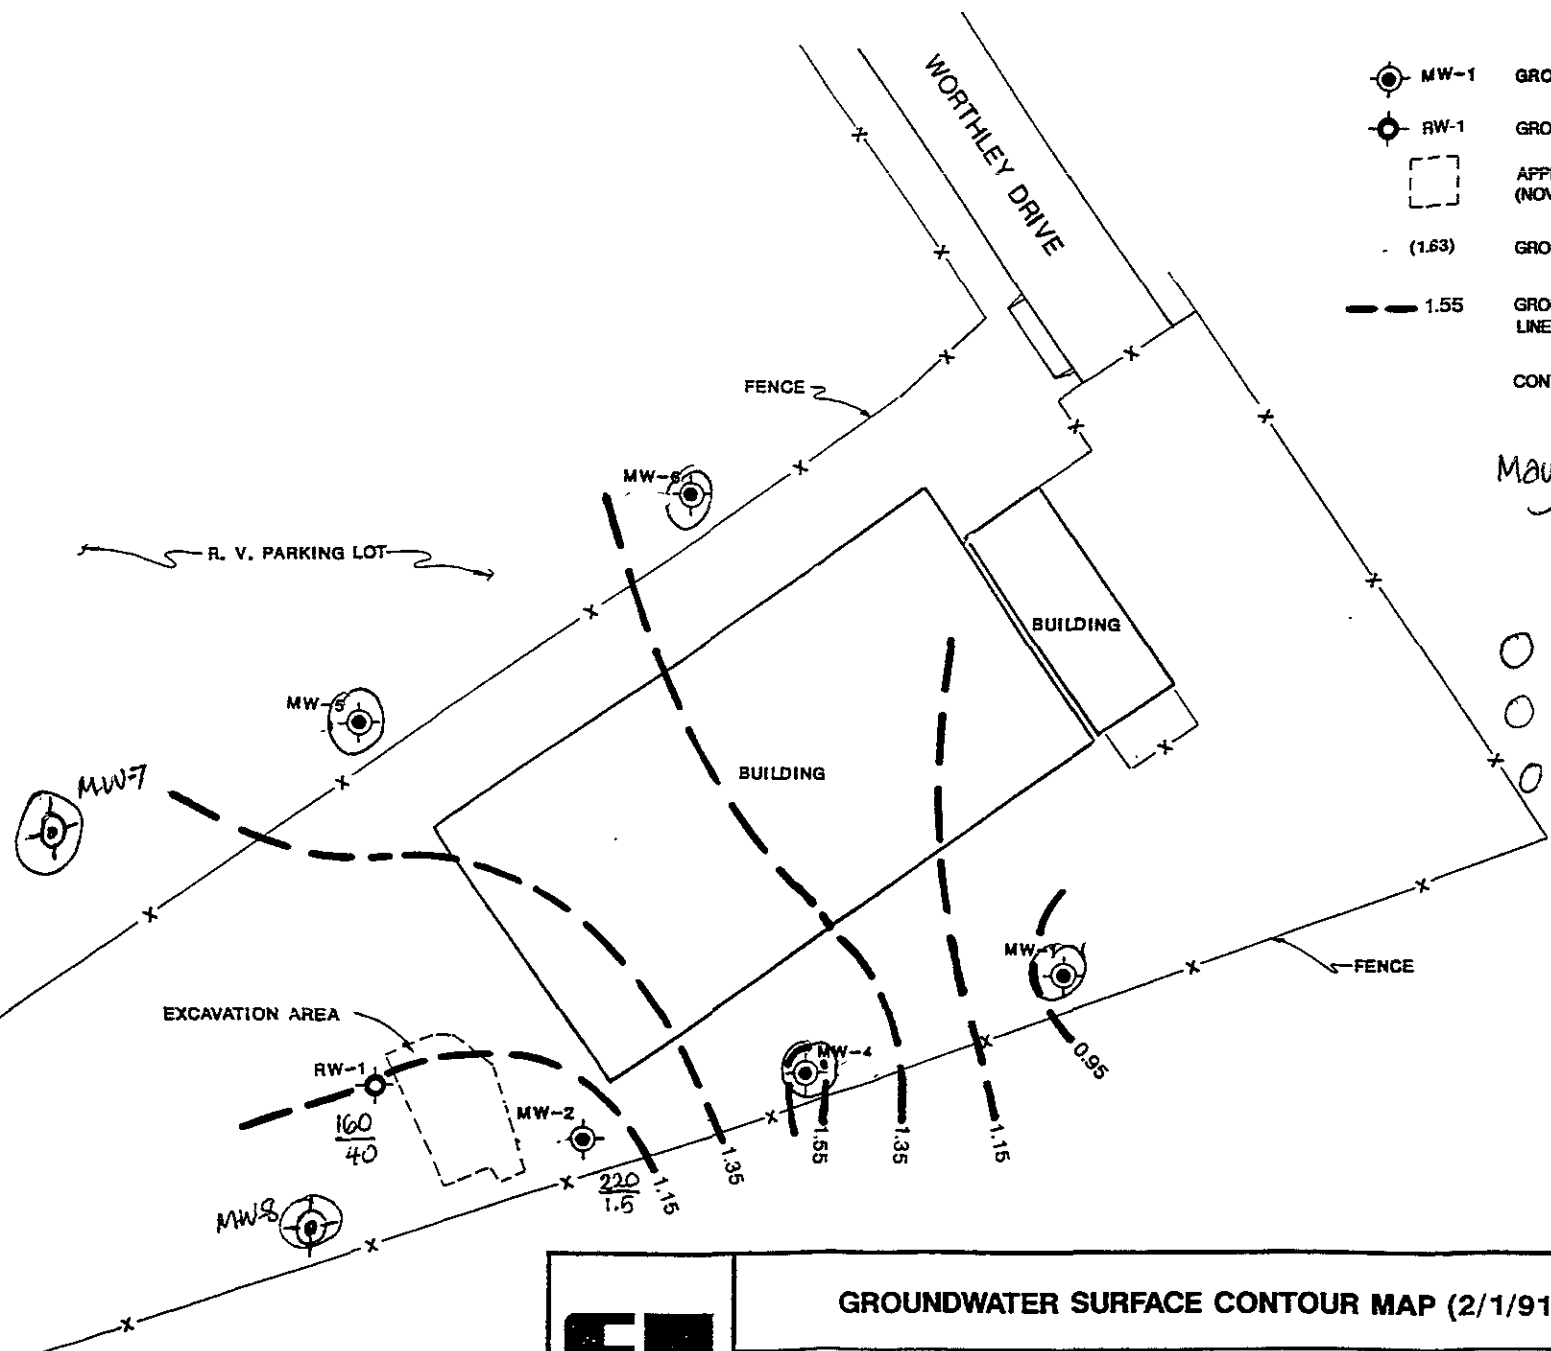 WORTHLEY DRIVE
MW-1 GRO
RW-1 GRO
APP
(NOV
(1.63) GRO
1.55 GRO
LINE
CON
FENCE
MW-6
R. V. PARKING LOT
MW-5
MW-7
BUILDING
BUILDING
MW-1
FENCE
EXCAVATION AREA
RW-1
160
40
MW-2
MW-4
0.95
220
1.5
1.15
1.35
1.55
1.35
1.15
MW-8
GROUNDWATER SURFACE CONTOUR MAP (2/1/91